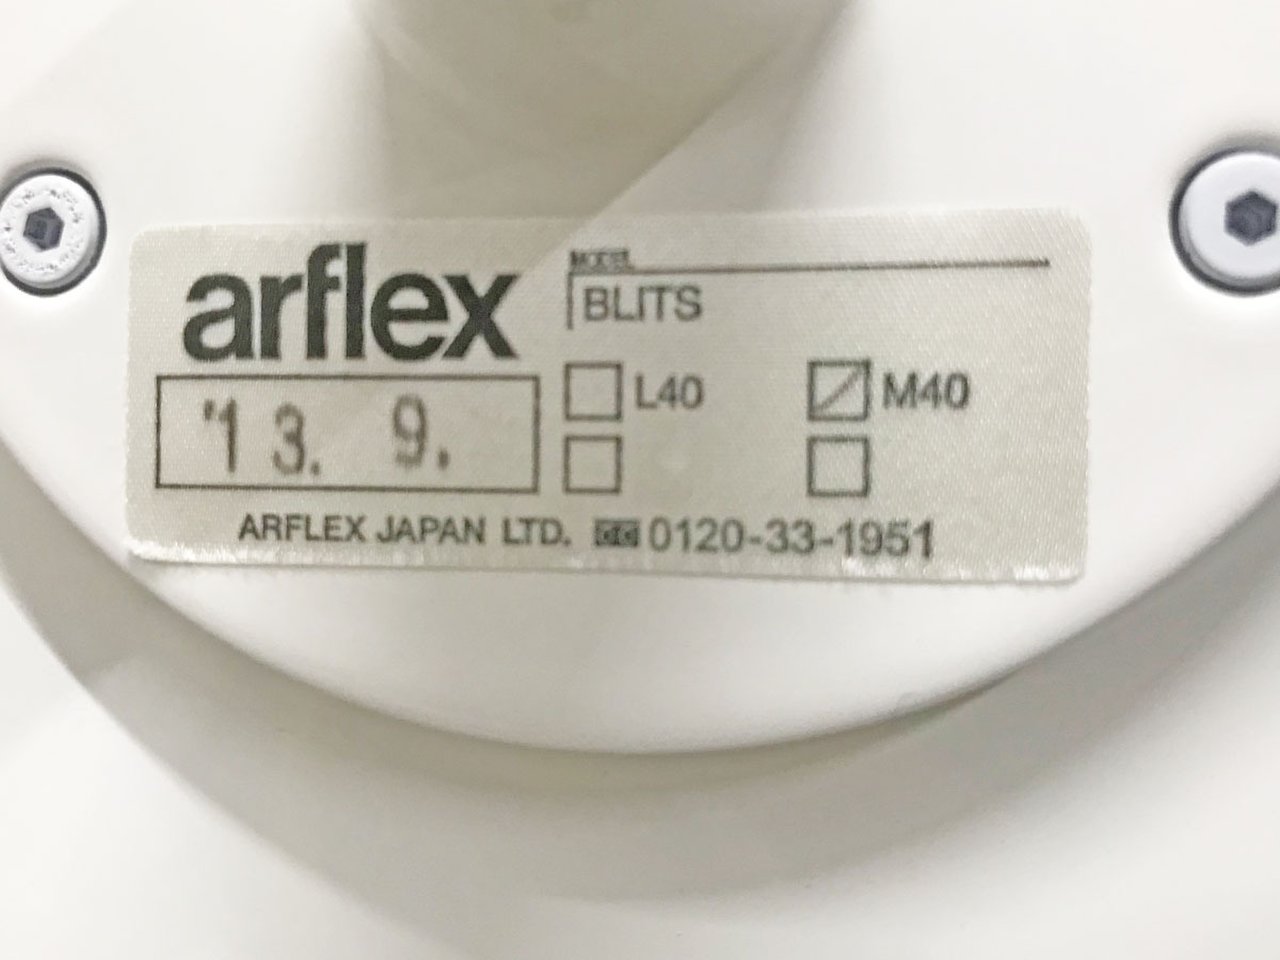 arflex
MODEL
BLITS
L40
M40
'13. 9.
ARFLEX JAPAN LTD. 0120-33-1951